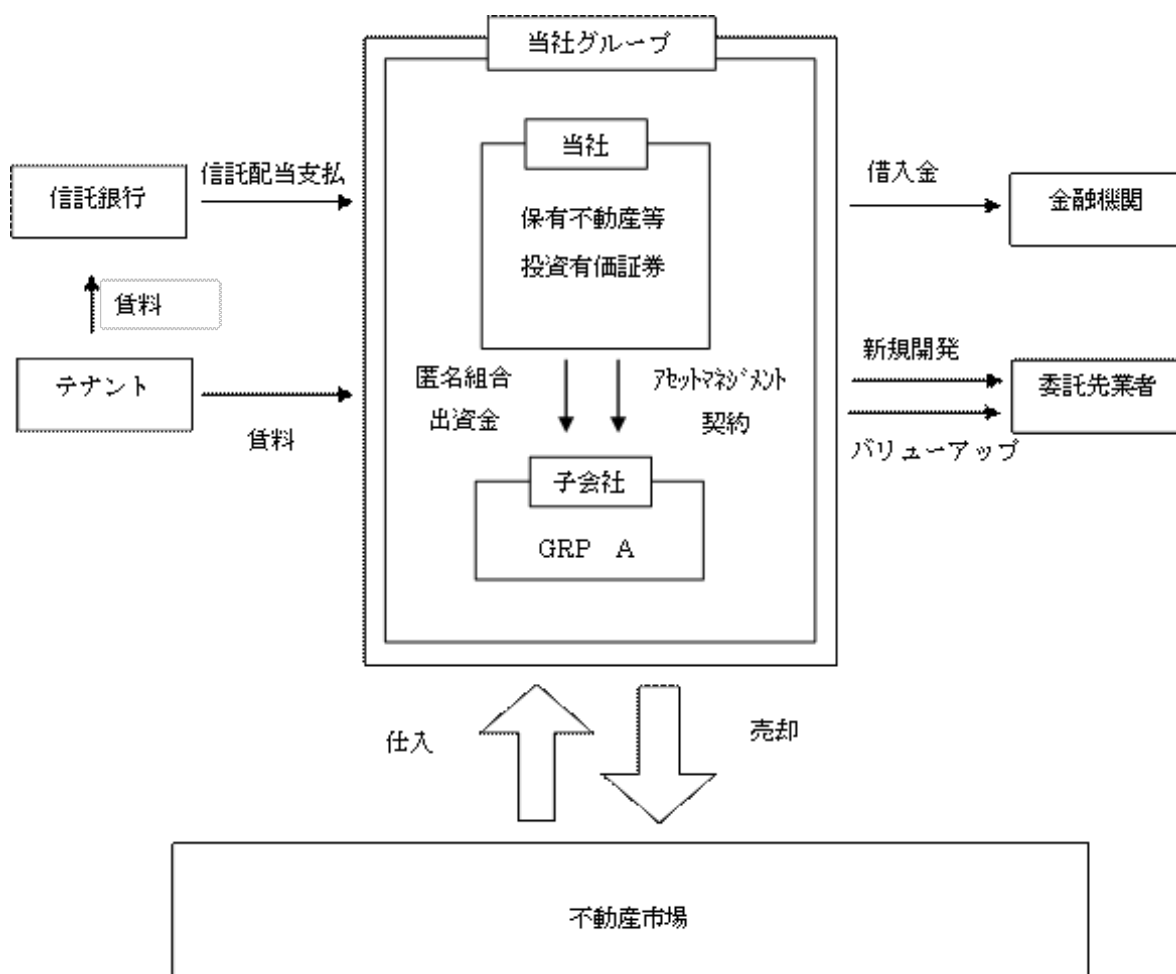 当社グループ
当社
信託配当支払
借入金
信託銀行
金融機関
保有不動産等
投資有価証券
賃料
新規開発
テナント
匿名組合
出資金
アセットマネジメント
契約
委託先業者
賃料
バリューアップ
子会社
GRP A
仕入
売却
不動産市場